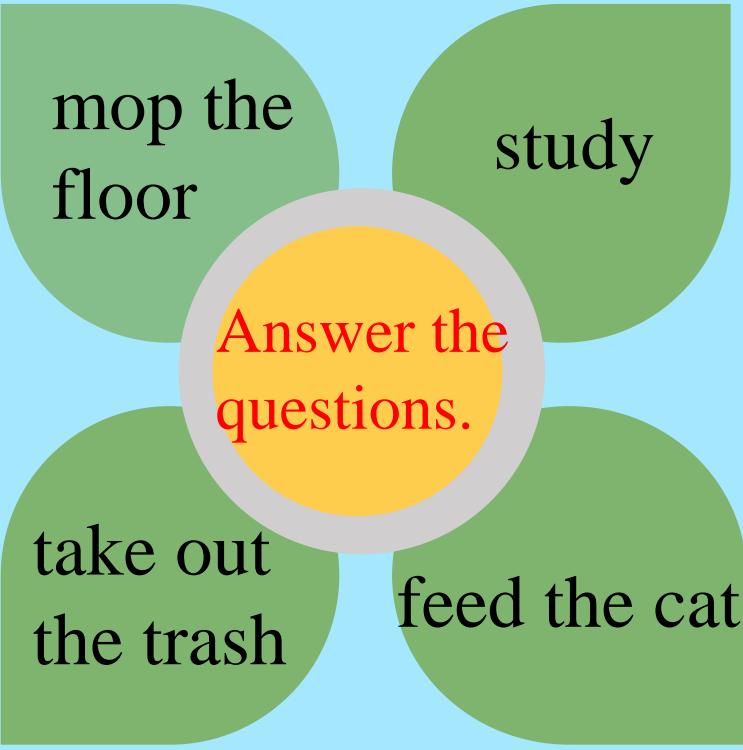 mop the
floor
study
Answer the
questions.
take out
the trash
feed the cat